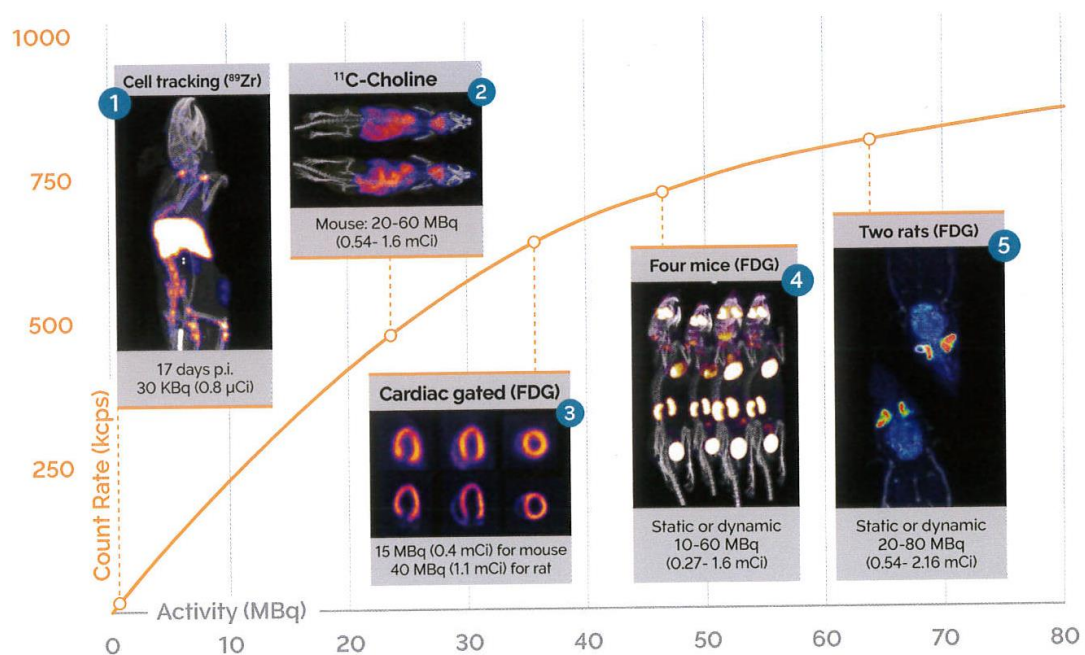 1000
750
500
250
Count Rate (kcps)
Cell tracking (⁸⁹Zr)
1
17 days p.i.
30 KBq (0.8 µCi)
¹¹C-Choline
2
Mouse: 20-60 MBq
(0.54- 1.6 mCi)
Cardiac gated (FDG)
3
15 MBq (0.4 mCi) for mouse
40 MBq (1.1 mCi) for rat
Four mice (FDG)
4
Static or dynamic
10-60 MBq
(0.27- 1.6 mCi)
Two rats (FDG)
5
Static or dynamic
20-80 MBq
(0.54- 2.16 mCi)
Activity (MBq)
0
10
20
30
40
50
60
70
80